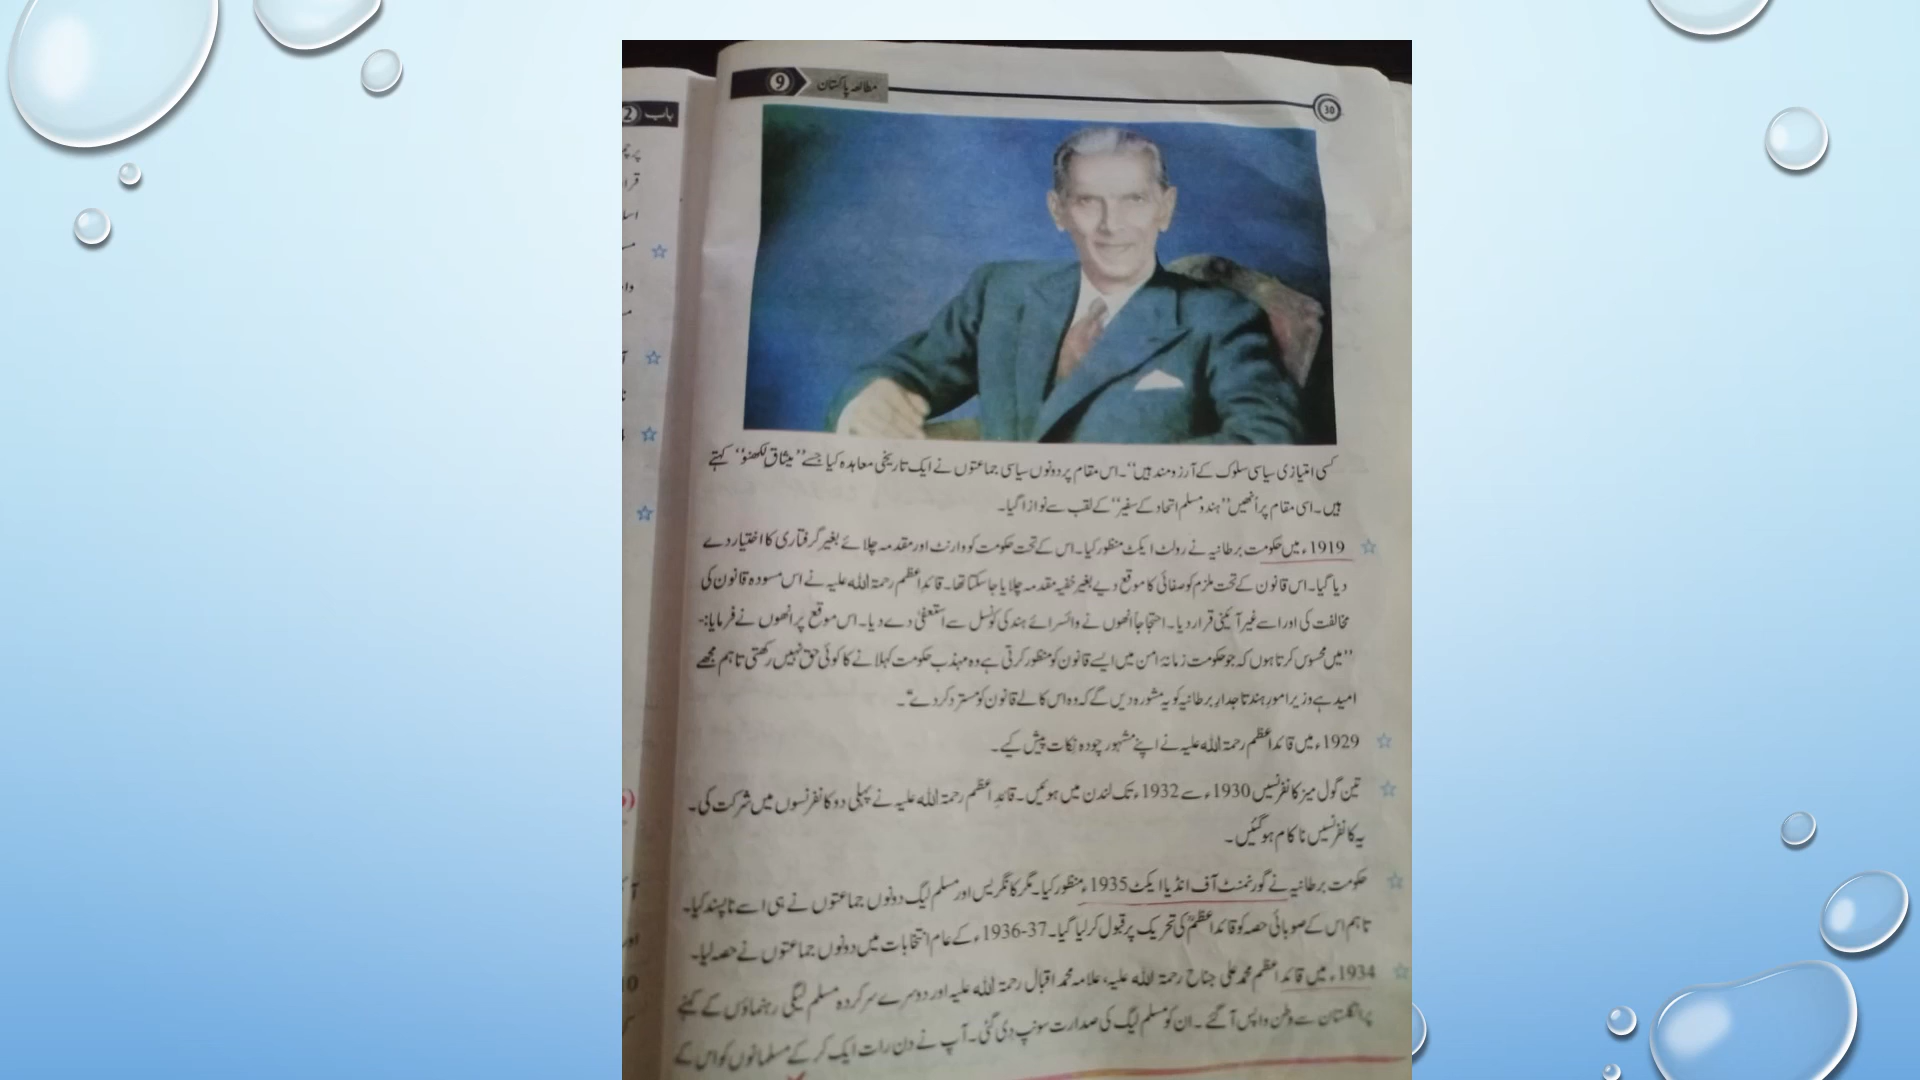 مطالعہ پاکستان 9
30
کسی امتیازی سیاسی سلوک کے آرزومند ہیں“۔ اس مقام پر دونوں سیاسی جماعتوں نے ایک تاریخی معاہدہ کیا جسے ”میثاق لکھنؤ“ کہتے
ہیں۔ اسی مقام پر اُنھیں ”ہندو مسلم اتحاد کے سفیر“ کے لقب سے نوازا گیا۔
☆ 1919ء میں حکومت برطانیہ نے رولٹ ایکٹ منظور کیا۔ اس کے تحت حکومت کو وارنٹ اور مقدمہ چلائے بغیر گرفتاری کا اختیار دے
دیا گیا۔ اس قانون کے تحت ملزم کو صفائی کا موقع دیے بغیر خفیہ مقدمہ چلایا جاسکتا تھا۔ قائداعظم رحمۃ اللہ علیہ نے اس مسودہ قانون کی
مخالفت کی اور اسے غیر آئینی قرار دیا۔ احتجاجاً انھوں نے وائسرائے ہند کی کونسل سے استعفیٰ دے دیا۔ اس موقع پر انھوں نے فرمایا:-
”میں محسوس کرتا ہوں کہ جو حکومت زمانۂ امن میں ایسے قانون کو منظور کرتی ہے وہ مہذب حکومت کہلانے کا کوئی حق نہیں رکھتی تاہم مجھے
امید ہے وزیر امورِ ہند تاجدارِ برطانیہ کو یہ مشورہ دیں گے کہ وہ اس کالے قانون کو مسترد کردے“۔
☆ 1929ء میں قائداعظم رحمۃ اللہ علیہ نے اپنے مشہور چودہ نکات پیش کیے۔
☆ تین گول میز کانفرنسیں 1930ء سے 1932ء تک لندن میں ہوئیں۔ قائداعظم رحمۃ اللہ علیہ نے پہلی دو کانفرنسوں میں شرکت کی۔
یہ کانفرنسیں ناکام ہوگئیں۔
☆ حکومت برطانیہ نے گورنمنٹ آف انڈیا ایکٹ 1935ء منظور کیا۔ مگر کانگریس اور مسلم لیگ دونوں جماعتوں نے ہی اسے ناپسند کیا۔
تاہم اس کے صوبائی حصہ کو قائداعظمؒ کی تحریک پر قبول کرلیا گیا۔ 37-1936ء کے عام انتخابات میں دونوں جماعتوں نے حصہ لیا۔
☆ 1934ء میں قائداعظم محمد علی جناح رحمۃ اللہ علیہ، علامہ محمد اقبال رحمۃ اللہ علیہ اور دوسرے سرکردہ مسلم لیگی رہنماؤں کے کہنے
پر انگلستان سے وطن واپس آگئے۔ ان کو مسلم لیگ کی صدارت سونپ دی گئی۔ آپ نے دن رات ایک کر کے مسلمانوں کو اس کے
باب 2